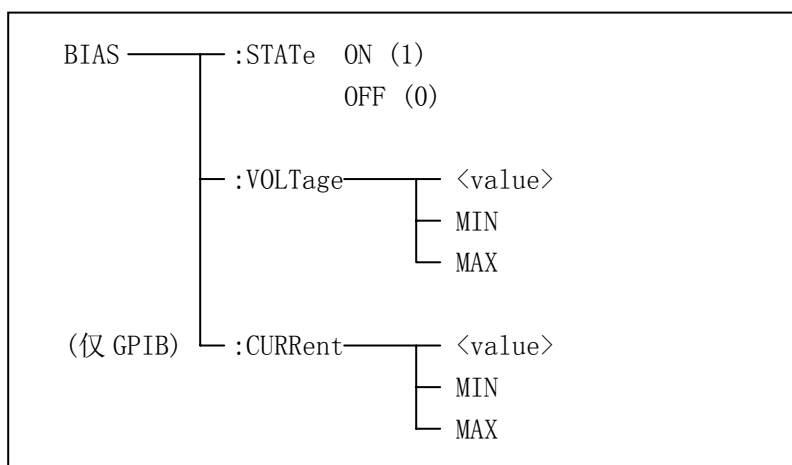 BIAS :STATe ON (1)
OFF (0)
:VOLTage <value>
MIN
MAX
(仅 GPIB) :CURRent <value>
MIN
MAX